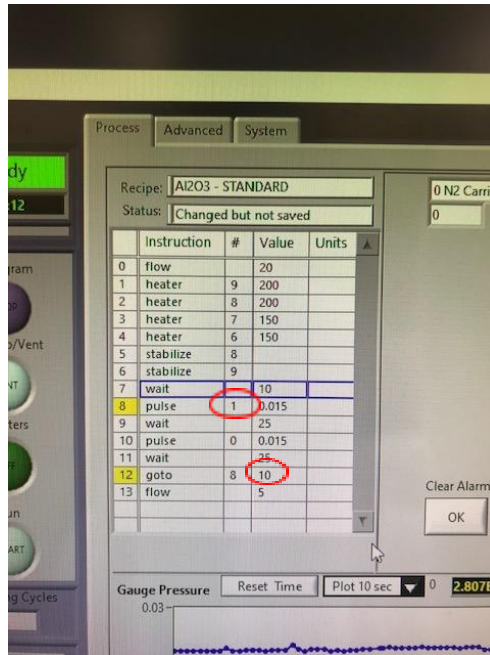 Process Advanced System
dy
:12
Recipe: Al2O3 - STANDARD
0 N2 Carri
Status: Changed but not saved
0
Instruction # Value Units
0 flow 20
1 heater 9 200
2 heater 8 200
3 heater 7 150
4 heater 6 150
5 stabilize 8
6 stabilize 9
7 wait 10
8 pulse 1 0.015
9 wait 25
10 pulse 0 0.015
11 wait 25
12 goto 8 10
13 flow 5
gram
p/Vent
NT
ters
un
ART
Clear Alarm
OK
g Cycles
Gauge Pressure Reset Time Plot 10 sec 0 2.807E
0.03